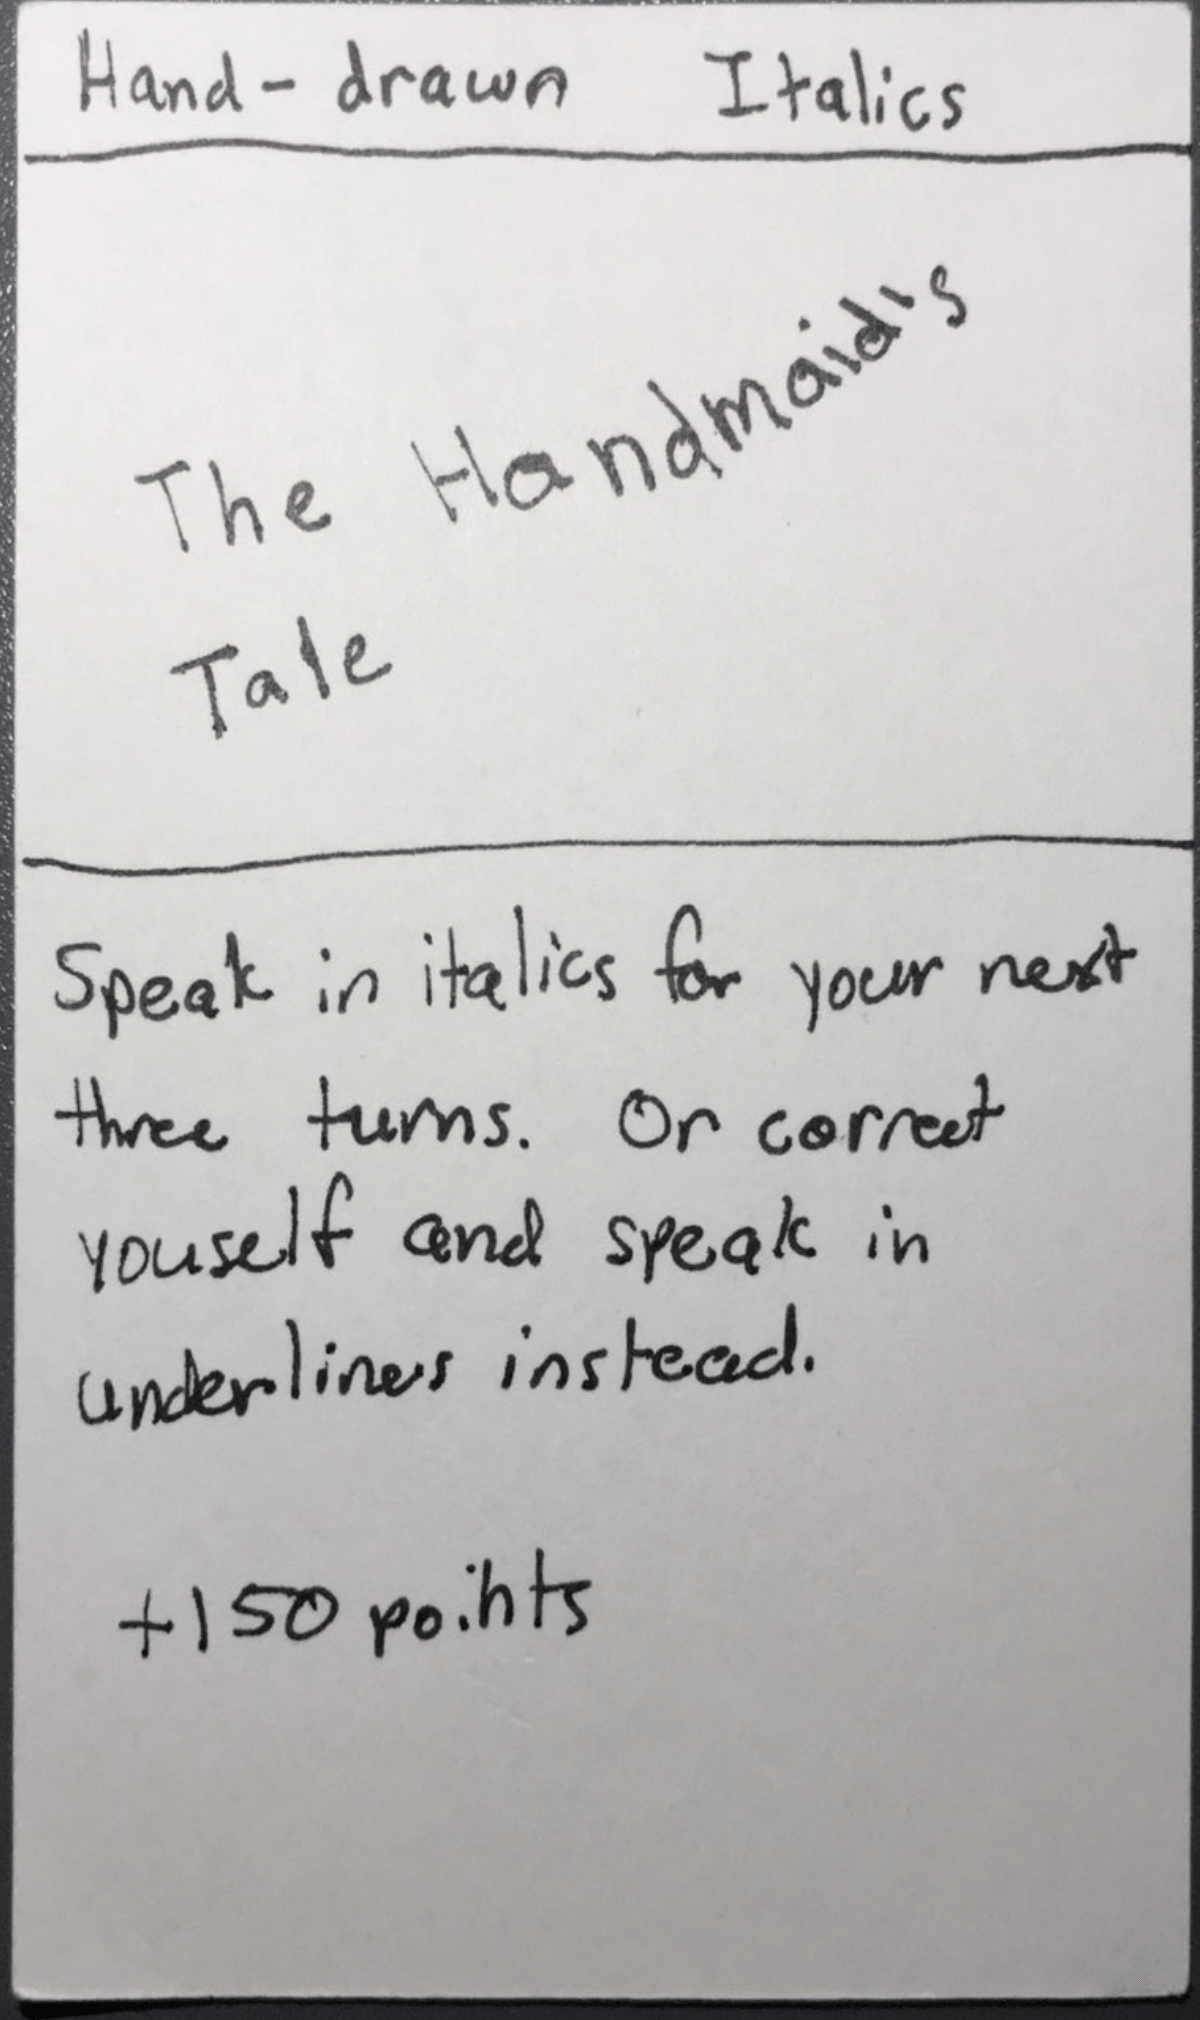 Hand-drawn Italics
The Handmaid's
Tale
Speak in italics for your next
three turns. Or correct
youself and speak in
underlines instead.
+150 points